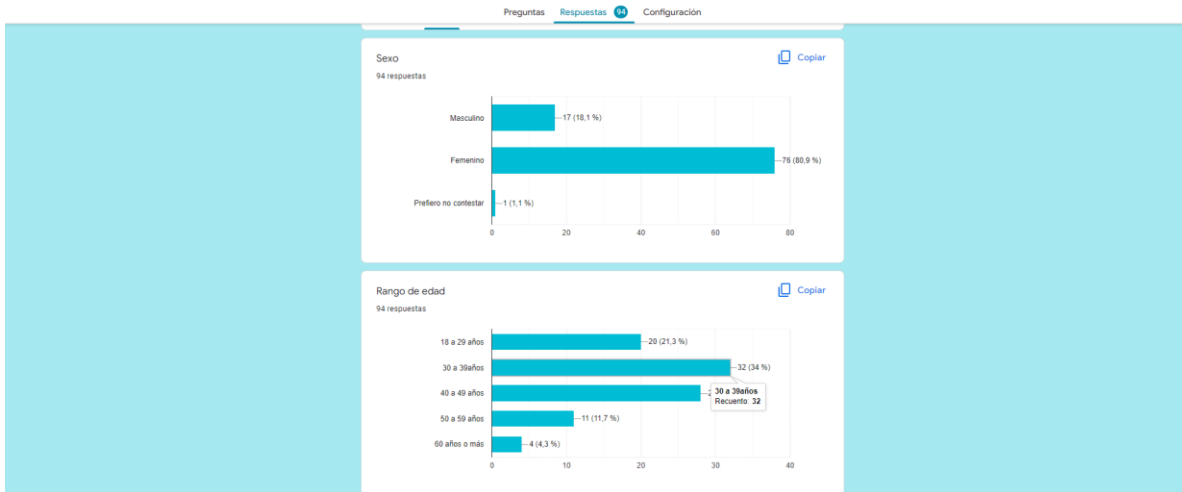 Preguntas Respuestas 94 Configuración
Sexo Copiar
94 respuestas
Masculino 17 (18,1 %)
Femenino 76 (80,9 %)
Prefiero no contestar 1 (1,1 %)
0 20 40 60 80
Rango de edad Copiar
94 respuestas
18 a 29 años 20 (21,3 %)
30 a 39años 32 (34 %)
40 a 49 años
30 a 39años
Recuento: 32
50 a 59 años 11 (11,7 %)
60 años o más 4 (4,3 %)
0 10 20 30 40